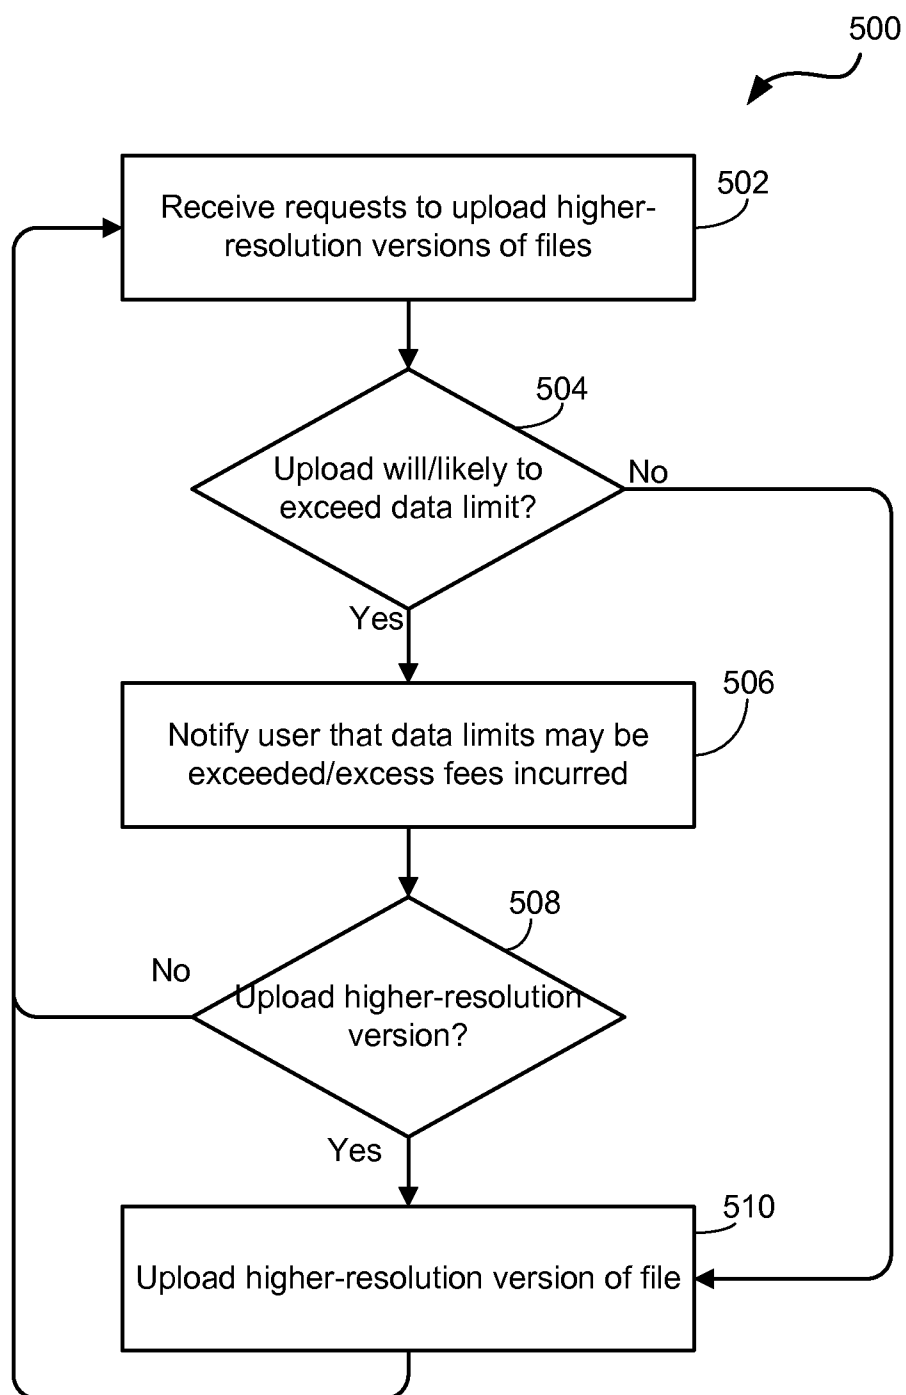 500
Receive requests to upload higher-
resolution versions of files
502
504
Upload will/likely to
exceed data limit?
No
Yes
506
Notify user that data limits may be
exceeded/excess fees incurred
508
No
Upload higher-resolution
version?
Yes
510
Upload higher-resolution version of file